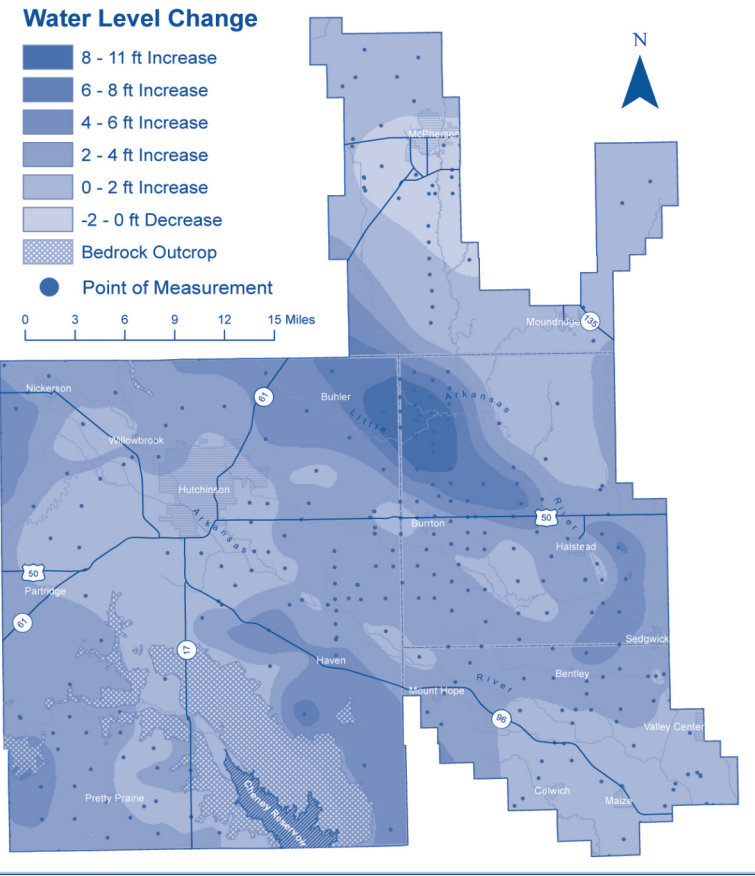 Water Level Change
8 - 11 ft Increase
6 - 8 ft Increase
4 - 6 ft Increase
2 - 4 ft Increase
0 - 2 ft Increase
-2 - 0 ft Decrease
Bedrock Outcrop
Point of Measurement
0 3 6 9 12 15 Miles
N
McPherson
Moundridge
135
Nickerson
61
Buhler
Little Arkansas River
Willowbrook
Hutchinson
Arkansas River
Burrton
50
Halstead
50
Partridge
61
17
Haven
Sedgwick
Bentley
Mount Hope
96
Valley Center
Pretty Prairie
Cheney Reservoir
Colwich
Maize